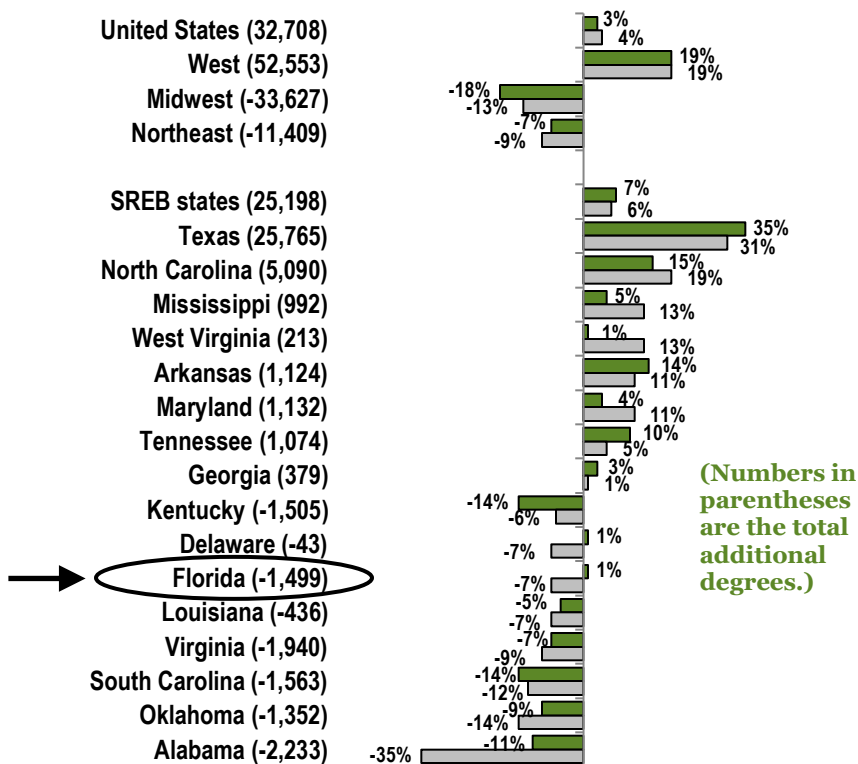 United States (32,708) 3%
4%
West (52,553) 19%
19%
Midwest (-33,627) -18%
-13%
Northeast (-11,409) -7%
-9%
SREB states (25,198) 7%
6%
Texas (25,765) 35%
31%
North Carolina (5,090) 15%
19%
Mississippi (992) 5%
13%
West Virginia (213) 1%
13%
Arkansas (1,124) 14%
11%
Maryland (1,132) 4%
11%
Tennessee (1,074) 10%
5%
Georgia (379) 3%
1%
Kentucky (-1,505) -14%
-6%
Delaware (-43) 1%
-7%
Florida (-1,499) 1%
-7%
Louisiana (-436) -5%
-7%
Virginia (-1,940) -7%
-9%
South Carolina (-1,563) -14%
-12%
Oklahoma (-1,352) -9%
-14%
Alabama (-2,233) -11%
-35%
(Numbers in
parentheses
are the total
additional
degrees.)